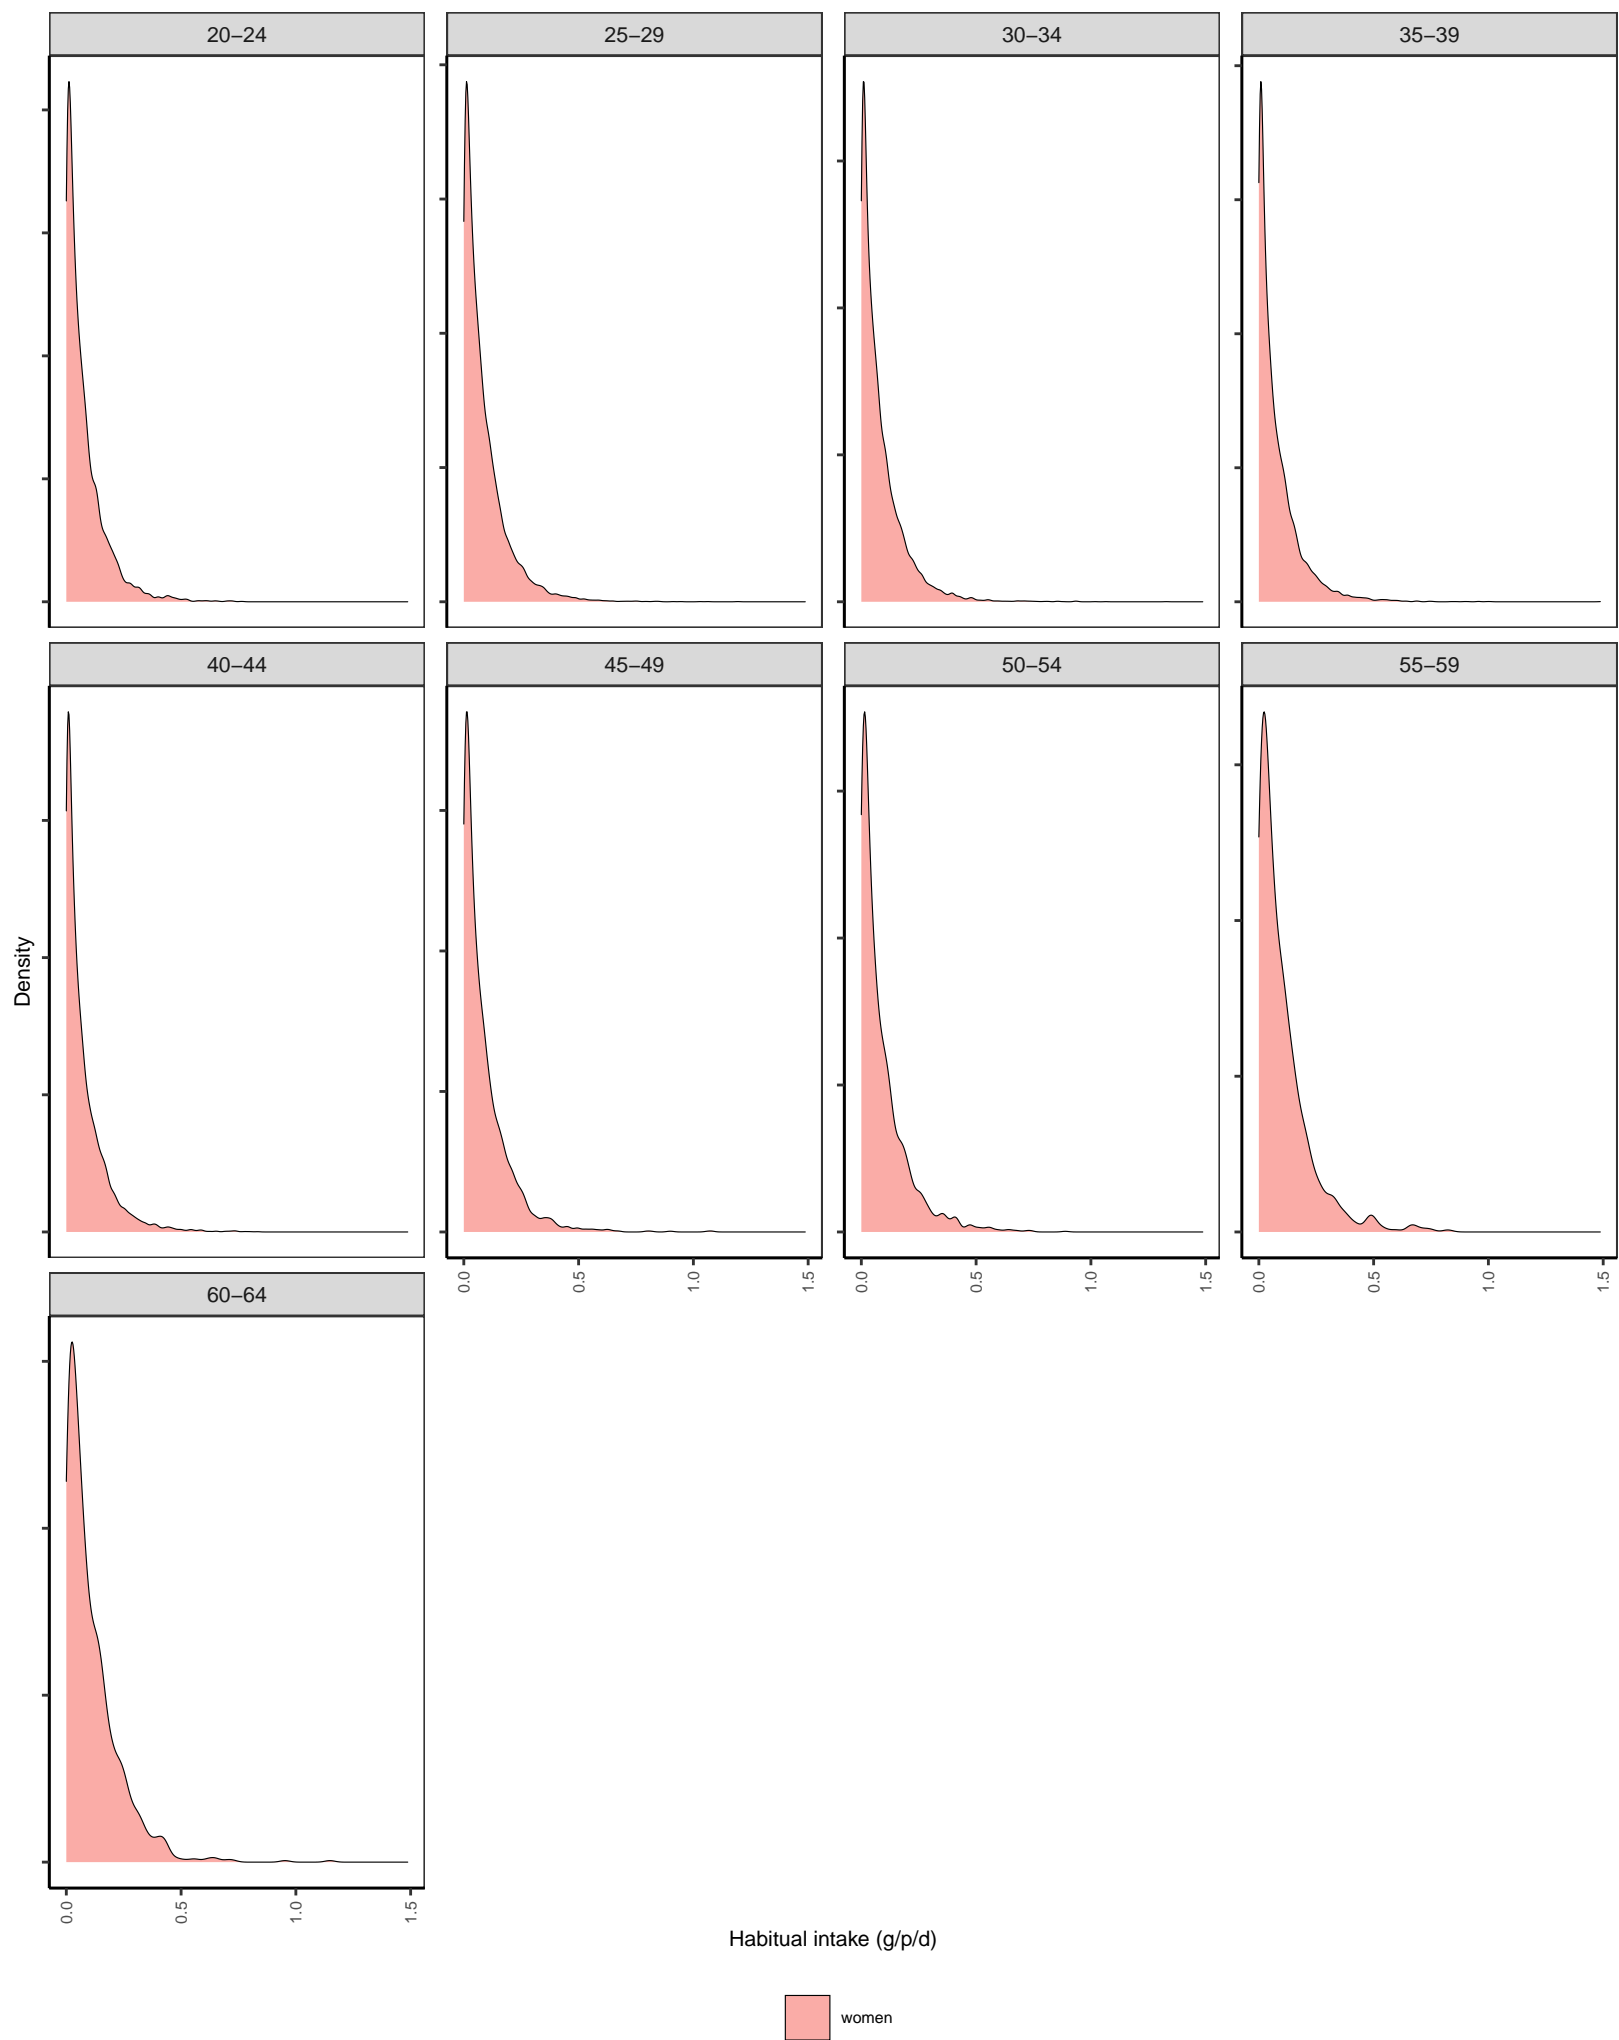 20–24 25–29 30–34 35–39
40–44 45–49 50–54 55–59
Density
0.0 0.5 1.0 1.5 0.0 0.5 1.0 1.5 0.0 0.5 1.0 1.5
60–64
0.0 0.5 1.0 1.5
Habitual intake (g/p/d)
women